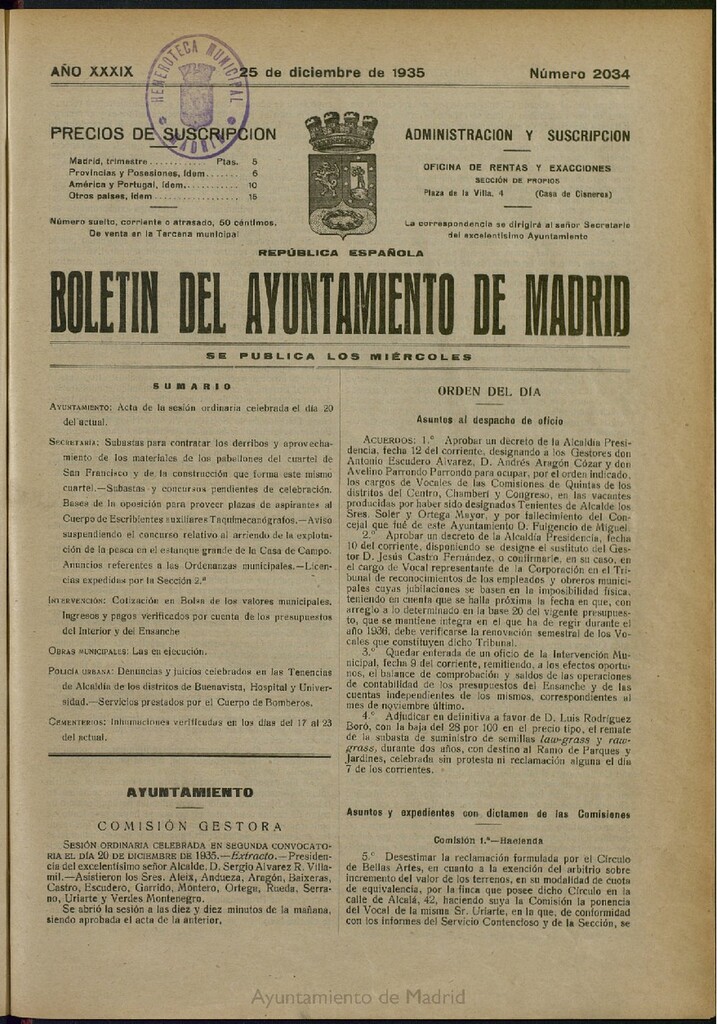 AÑO XXXIX
25 de diciembre de 1935
Número 2034
HEMEROTECA MUNICIPAL
MADRID
PRECIOS DE SUSCRIPCION
Madrid, trimestre............ Ptas. 5
Provincias y Posesiones, ídem........... 6
América y Portugal, ídem............ 10
Otros países, ídem................ 15
Número suelto, corriente o atrasado, 50 céntimos.
De venta en la Tercena municipal
ADMINISTRACION Y SUSCRIPCION
OFICINA DE RENTAS Y EXACCIONES
SECCIÓN DE PROPIOS
Plaza de la Villa, 4 (Casa de Cisneros)
La correspondencia se dirigirá al señor Secretario
del excelentísimo Ayuntamiento
REPÚBLICA ESPAÑOLA
BOLETIN DEL AYUNTAMIENTO DE MADRID
SE PUBLICA LOS MIÉRCOLES
SUMARIO
AYUNTAMIENTO: Acta de la sesión ordinaria celebrada el día 20
del actual.
SECRETARÍA: Subastas para contratar los derribos y aprovecha-
miento de los materiales de los pabellones del cuartel de
San Francisco y de la construcción que forma este mismo
cuartel.—Subastas y concursos pendientes de celebración.
Bases de la oposición para proveer plazas de aspirantes al
Cuerpo de Escribientes auxiliares Taquimecanógrafos.—Aviso
suspendiendo el concurso relativo al arriendo de la explota-
ción de la pesca en el estanque grande de la Casa de Campo.
Anuncios referentes a las Ordenanzas municipales.—Licen-
cias expedidas por la Sección 2.ª
INTERVENCIÓN: Cotización en Bolsa de los valores municipales.
Ingresos y pagos verificados por cuenta de los presupuestos
del Interior y del Ensanche
OBRAS MUNICIPALES: Las en ejecución.
POLICÍA URBANA: Denuncias y juicios celebrados en las Tenencias
de Alcaldía de los distritos de Buenavista, Hospital y Univer-
sidad.—Servicios prestados por el Cuerpo de Bomberos.
CEMENTERIOS: Inhumaciones verificadas en los días del 17 al 23
del actual.
AYUNTAMIENTO
COMISIÓN GESTORA
SESIÓN ORDINARIA CELEBRADA EN SEGUNDA CONVOCATO-
RIA EL DÍA 20 DE DICIEMBRE DE 1935.—Extracto.—Presiden-
cia del excelentísimo señor Alcalde, D. Sergio Alvarez R. Villa-
mil.—Asistieron los Sres. Aleix, Andueza, Aragón, Baixeras,
Castro, Escudero, Garrido, Montero, Ortega, Rueda, Serra-
no, Uriarte y Verdes Montenegro.
Se abrió la sesión a las diez y diez minutos de la mañana,
siendo aprobada el acta de la anterior.
ORDEN DEL DÍA
Asuntos al despacho de oficio
ACUERDOS: 1.º Aprobar un decreto de la Alcaldía Presi-
dencia, fecha 12 del corriente, designando a los Gestores don
Antonio Escudero Alvarez, D. Andrés Aragón Cózar y don
Avelino Parrondo Parrondo para ocupar, por el orden indicado,
los cargos de Vocales de las Comisiones de Quintas de los
distritos del Centro, Chamberí y Congreso, en las vacantes
producidas por haber sido designados Tenientes de Alcalde los
Sres. Soler y Ortega Mayor, y por fallecimiento del Con-
cejal que fué de este Ayuntamiento D. Fulgencio de Miguel.
2.º Aprobar un decreto de la Alcaldía Presidencia, fecha
10 del corriente, disponiendo se designe el sustituto del Ges-
tor D. Jesús Castro Fernández, o confirmarle, en su caso, en
el cargo de Vocal representante de la Corporación en el Tri-
bunal de reconocimientos de los empleados y obreros munici-
pales cuyas jubilaciones se basen en la imposibilidad física,
teniendo en cuenta que se halla próxima la fecha en que, con
arreglo a lo determinado en la base 20 del vigente presupues-
to, que se mantiene íntegra en el que ha de regir durante el
año 1936, debe verificarse la renovación semestral de los Vo-
cales que constituyen dicho Tribunal.
3.º Quedar enterada de un oficio de la Intervención Mu-
nicipal, fecha 9 del corriente, remitiendo, a los efectos oportu-
nos, el balance de comprobación y saldos de las operaciones
de contabilidad de los presupuestos del Ensanche y de las
cuentas independientes de los mismos, correspondientes al
mes de noviembre último.
4.º Adjudicar en definitiva a favor de D. Luis Rodríguez
Boró, con la baja del 28 por 100 en el precio tipo, el remate
de la subasta de suministro de semillas law-grass y raw-
grass, durante dos años, con destino al Ramo de Parques y
Jardines, celebrada sin protesta ni reclamación alguna el día
7 de los corrientes.
Asuntos y expedientes con dictamen de las Comisiones
Comisión 1.ª—Hacienda
5.º Desestimar la reclamación formulada por el Círculo
de Bellas Artes, en cuanto a la exención del arbitrio sobre
incremento del valor de los terrenos, en su modalidad de cuota
de equivalencia, por la finca que posee dicho Círculo en la
calle de Alcalá, 42, haciendo suya la Comisión la ponencia
del Vocal de la misma Sr. Uriarte, en la que, de conformidad
con los informes del Servicio Contencioso y de la Sección, se
Ayuntamiento de Madrid